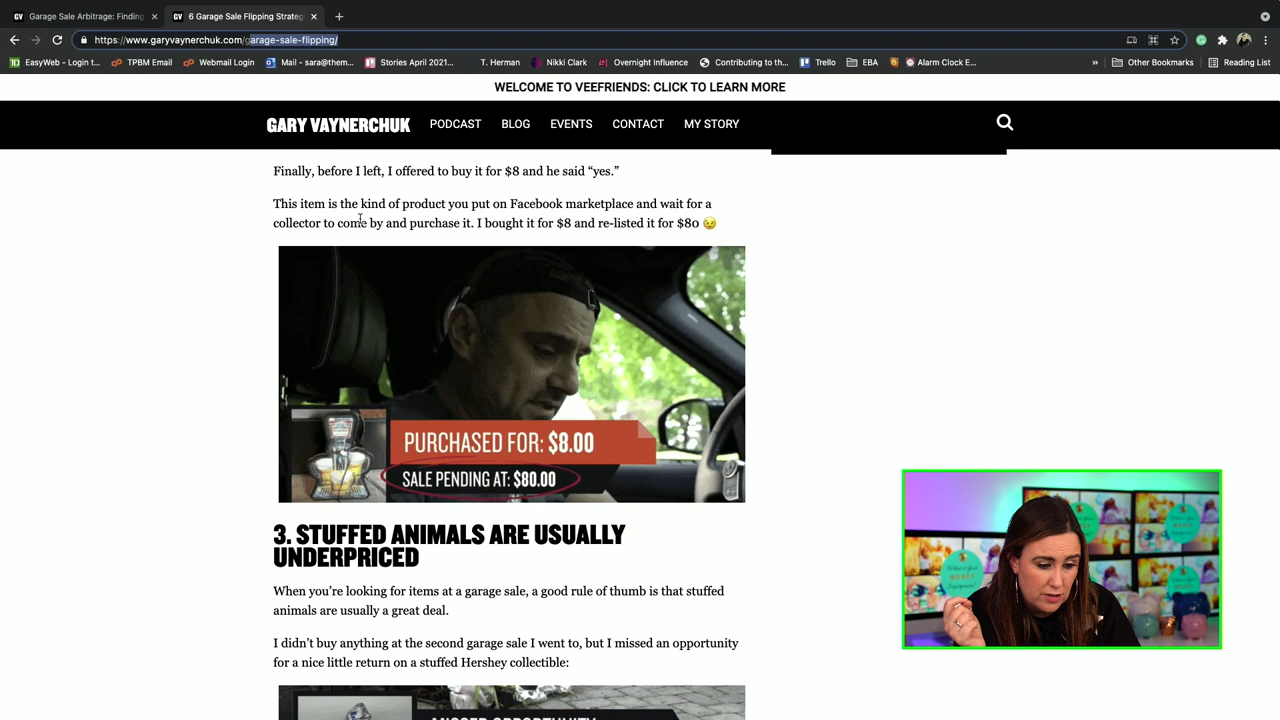 Garage Sale Arbitrage: Finding
6 Garage Sale Flipping Strateg
https://www.garyvaynerchuk.com/garage-sale-flipping/
EasyWeb - Login t...
TPBM Email
Webmail Login
Mail - sara@them...
Stories April 2021...
T. Herman
Nikki Clark
Overnight Influence
Contributing to th...
Trello
EBA
Alarm Clock E...
»
Other Bookmarks
Reading List
WELCOME TO VEEFRIENDS: CLICK TO LEARN MORE
GARY VAYNERCHUK
PODCAST
BLOG
EVENTS
CONTACT
MY STORY
Finally, before I left, I offered to buy it for $8 and he said “yes.”
This item is the kind of product you put on Facebook marketplace and wait for a
collector to come by and purchase it. I bought it for $8 and re-listed it for $80 😉
PURCHASED FOR: $8.00
SALE PENDING AT: $80.00
3. STUFFED ANIMALS ARE USUALLY
UNDERPRICED
When you’re looking for items at a garage sale, a good rule of thumb is that stuffed
animals are usually a great deal.
I didn’t buy anything at the second garage sale I went to, but I missed an opportunity
for a nice little return on a stuffed Hershey collectible:
MISSED OPPORTUNITY